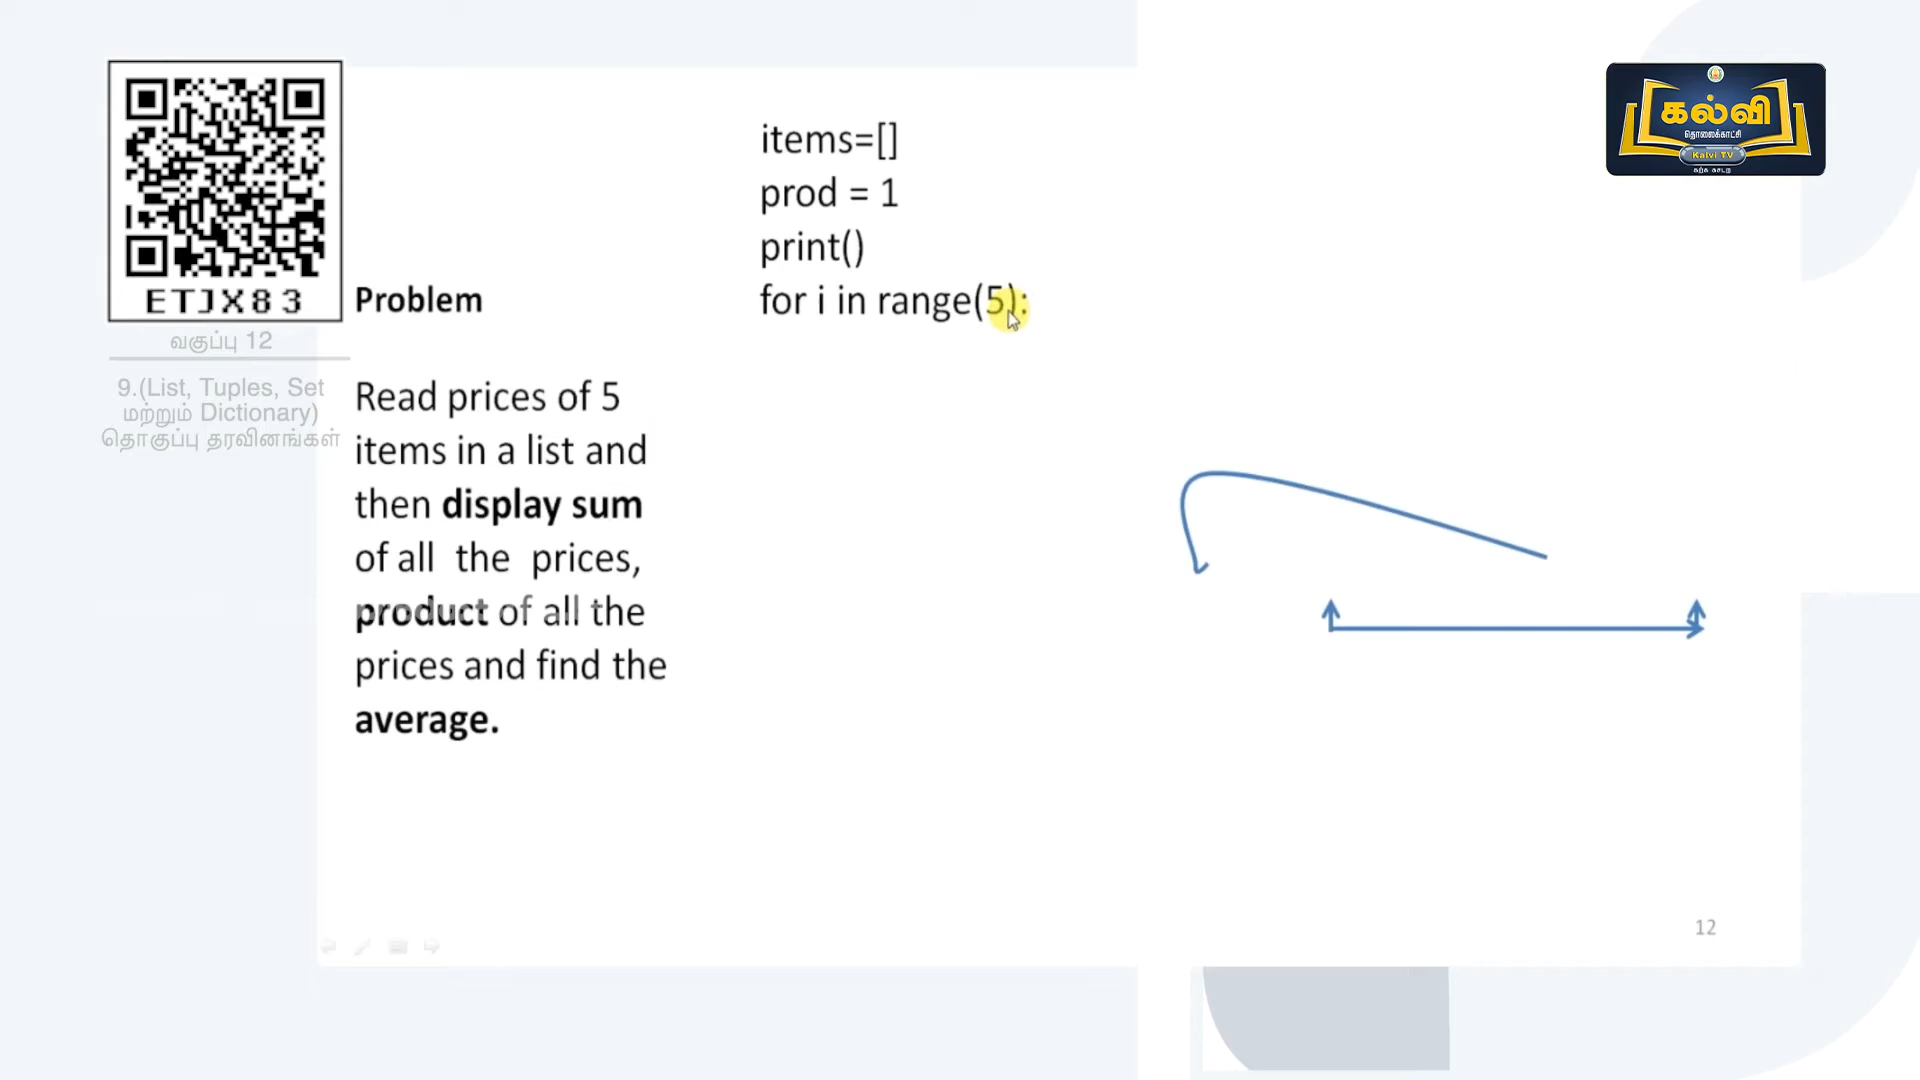 ETJX83
வகுப்பு 12
9.(List, Tuples, Set
மற்றும் Dictionary)
தொகுப்பு தரவினங்கள்
Problem
Read prices of 5
items in a list and
then display sum
of all the prices,
product of all the
prices and find the
average.
items=[]
prod = 1
print()
for i in range(5):
கல்வி
தொலைக்காட்சி
Kalvi TV
கற்க கசடற
12